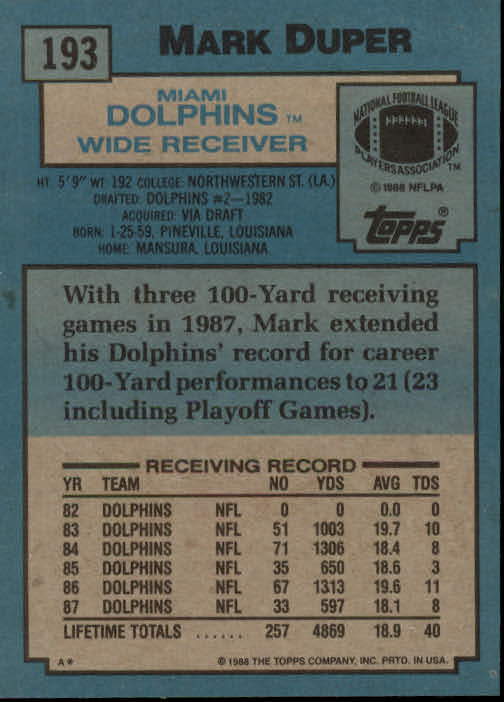 193
MARK DUPER
MIAMI
DOLPHINS TM
WIDE RECEIVER
NATIONAL FOOTBALL LEAGUE
PLAYERS ASSOCIATION TM
© 1988 NFLPA
topps®
HT: 5'9" WT: 192 COLLEGE: NORTHWESTERN ST. (LA.)
DRAFTED: DOLPHINS #2—1982
ACQUIRED: VIA DRAFT
BORN: 1-25-59, PINEVILLE, LOUISIANA
HOME: MANSURA, LOUISIANA
With three 100-Yard receiving
games in 1987, Mark extended
his Dolphins' record for career
100-Yard performances to 21 (23
including Playoff Games).
RECEIVING RECORD
YR TEAM NO YDS AVG TDS
82 DOLPHINS NFL 0 0 0.0 0
83 DOLPHINS NFL 51 1003 19.7 10
84 DOLPHINS NFL 71 1306 18.4 8
85 DOLPHINS NFL 35 650 18.6 3
86 DOLPHINS NFL 67 1313 19.6 11
87 DOLPHINS NFL 33 597 18.1 8
LIFETIME TOTALS ...... 257 4869 18.9 40
A* © 1988 THE TOPPS COMPANY, INC. PRTD. IN USA.